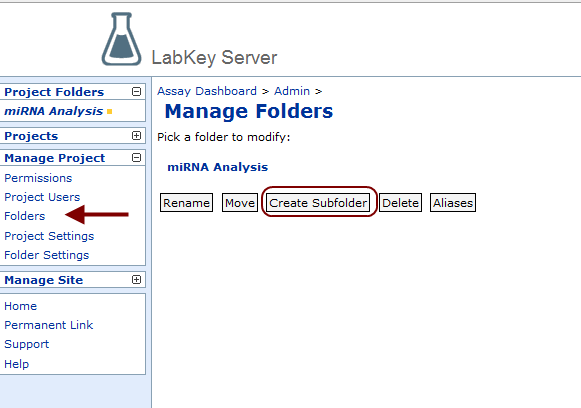 LabKey Server
Project Folders
miRNA Analysis
Projects
Manage Project
Permissions
Project Users
Folders
Project Settings
Folder Settings
Manage Site
Home
Permanent Link
Support
Help
Assay Dashboard > Admin >
Manage Folders
Pick a folder to modify:
miRNA Analysis
Rename Move Create Subfolder Delete Aliases